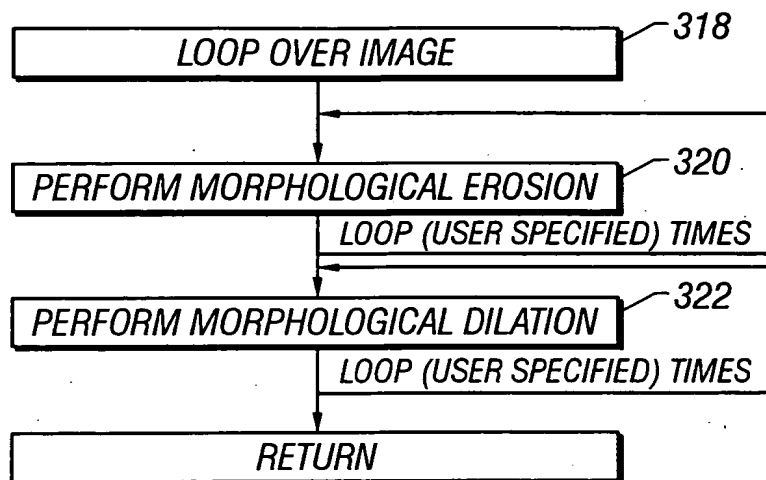 LOOP OVER IMAGE
318
PERFORM MORPHOLOGICAL EROSION
320
LOOP (USER SPECIFIED) TIMES
PERFORM MORPHOLOGICAL DILATION
322
LOOP (USER SPECIFIED) TIMES
RETURN